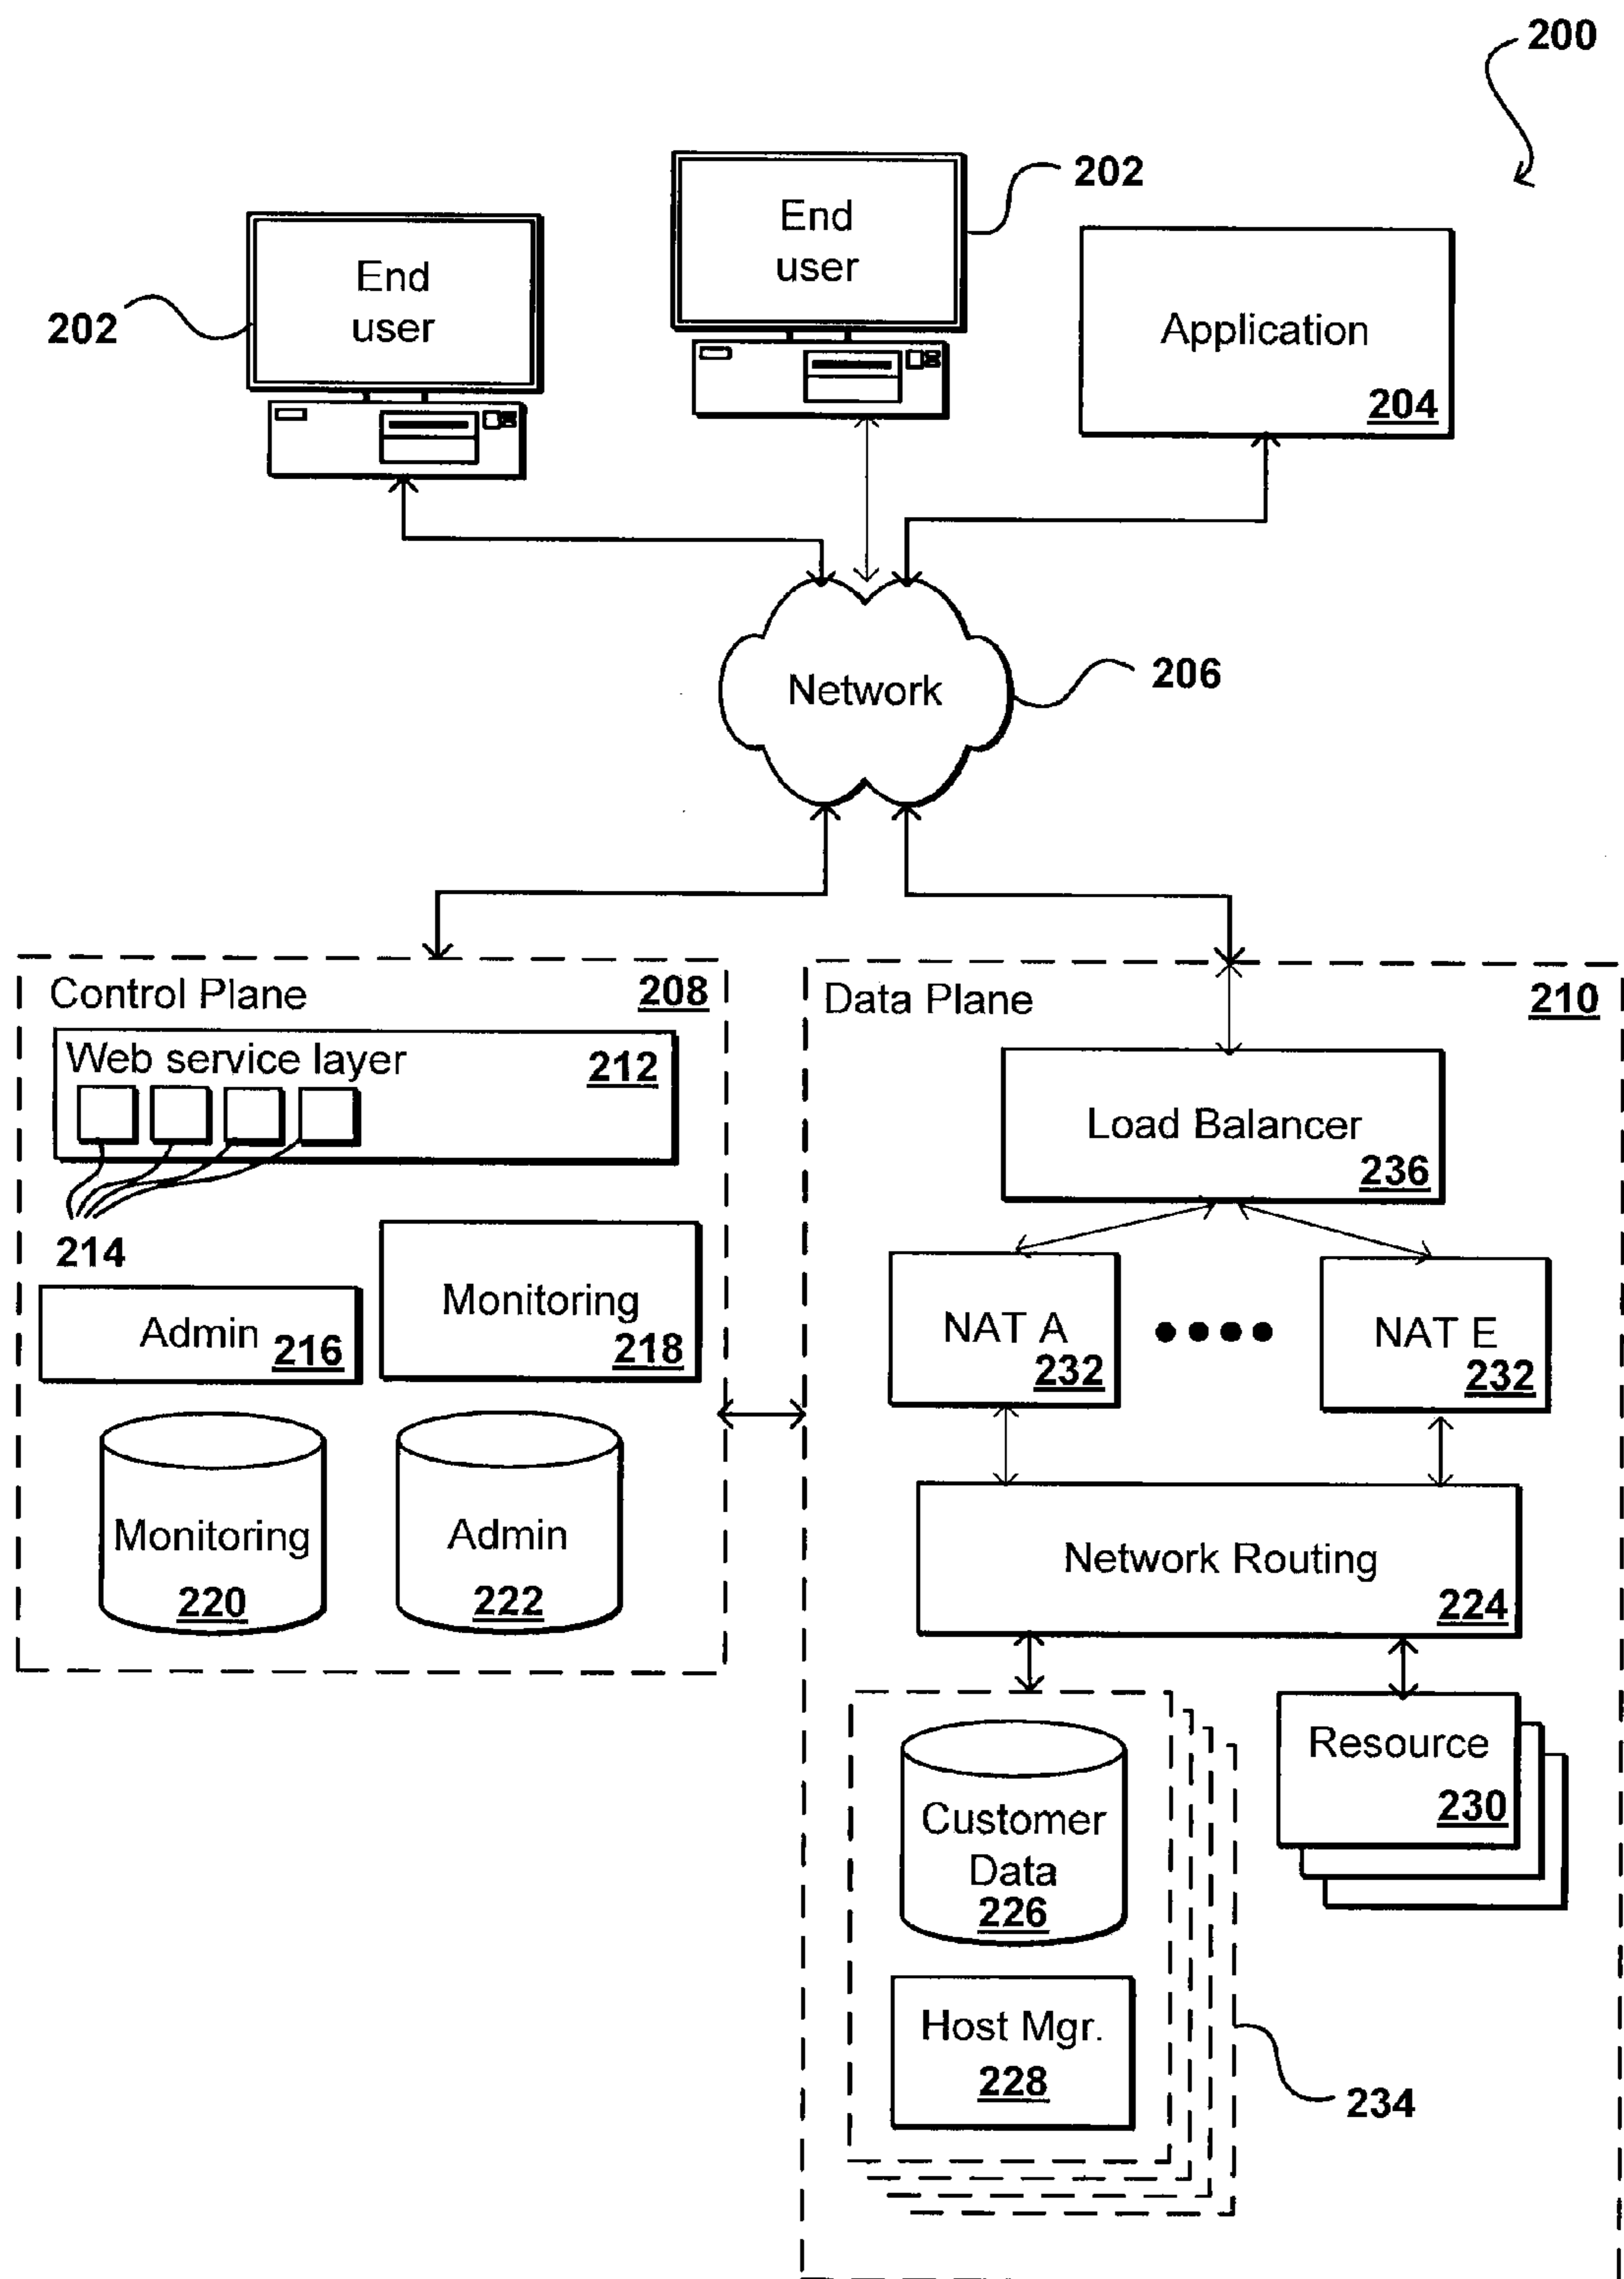 200
202
End
user
202
End
user
Application
204
Network
206
Control Plane
208
Web service layer
212
214
Admin
216
Monitoring
218
Monitoring
220
Admin
222
Data Plane
210
Load Balancer
236
NAT A
232
NAT E
232
Network Routing
224
Customer
Data
226
Host Mgr.
228
Resource
230
234